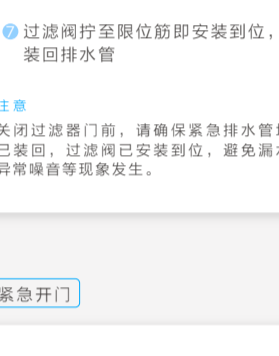 7 过滤阀拧至限位筋即安装到位，
装回排水管
注意
关闭过滤器门前，请确保紧急排水管
已装回，过滤阀已安装到位，避免漏
异常噪音等现象发生。
紧急开门